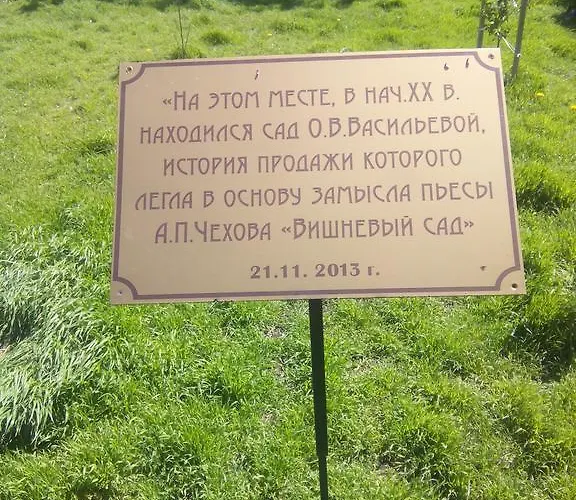 «На этом месте, в нач.XX в.
находился сад О.В.Васильевой,
история продажи которого
легла в основу замысла пьесы
А.П.Чехова «Вишневый сад»
21.11. 2013 г.